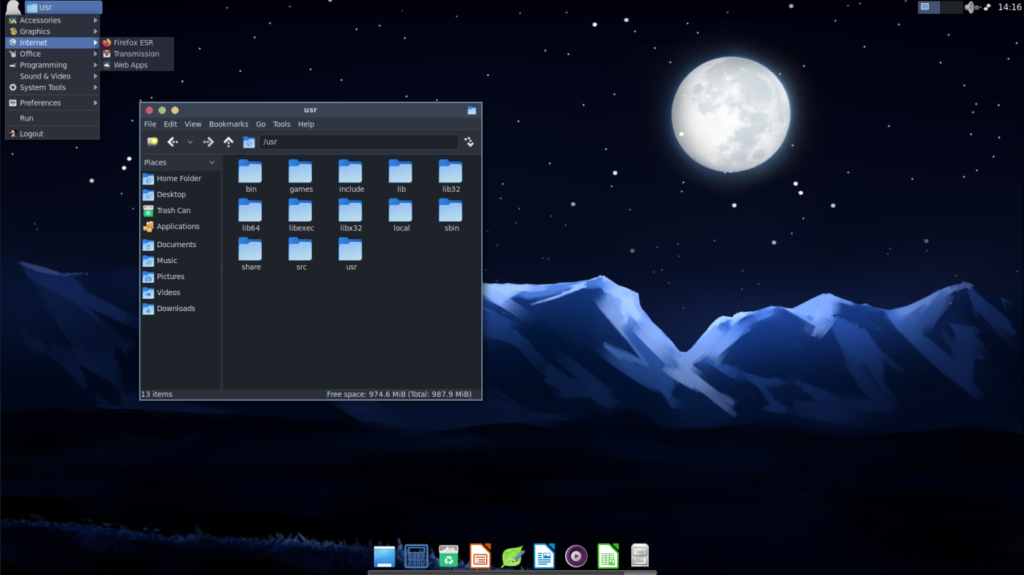 usr
14:16
Accessories
Graphics
Internet
Office
Programming
Sound & Video
System Tools
Preferences
Run
Logout
Firefox ESR
Transmission
Web Apps
usr
File Edit View Bookmarks Go Tools Help
/usr
Places
Home Folder
Desktop
Trash Can
Applications
Documents
Music
Pictures
Videos
Downloads
bin games include lib lib32
lib64 libexec libx32 local sbin
share src usr
13 items Free space: 974.6 MiB (Total: 987.9 MiB)